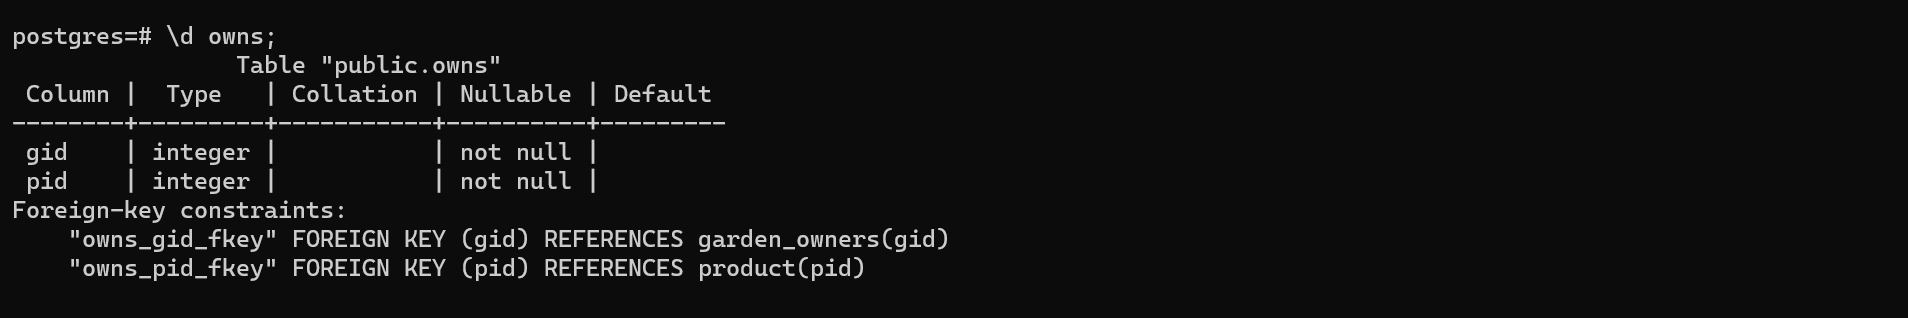 postgres=# \d owns;
                Table "public.owns"
 Column |  Type   | Collation | Nullable | Default
--------+---------+-----------+----------+---------
 gid    | integer |           | not null |
 pid    | integer |           | not null |
Foreign-key constraints:
    "owns_gid_fkey" FOREIGN KEY (gid) REFERENCES garden_owners(gid)
    "owns_pid_fkey" FOREIGN KEY (pid) REFERENCES product(pid)